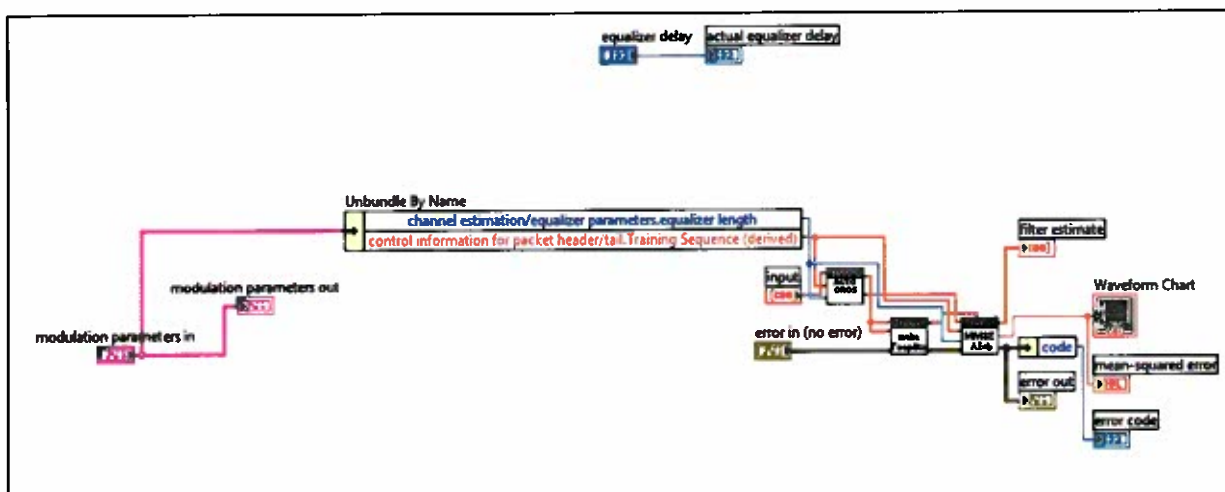 equalizer delay
actual equalizer delay
Unbundle By Name
channel estimation/equalizer parameters.equalizer length
control information for packet header/tail.Training Sequence (derived)
filter estimate
input
Waveform Chart
modulation parameters out
modulation parameters in
error in (no error)
code
mean-squared error
error out
error code